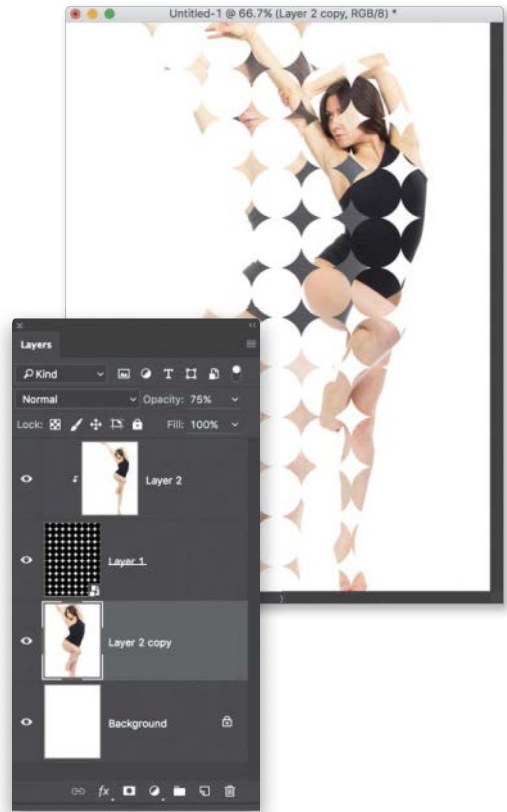 Untitled-1 @ 66.7% (Layer 2 copy, RGB/8) *
Layers
Kind
Normal Opacity: 75%
Lock: Fill: 100%
Layer 2
Layer 1
Layer 2 copy
Background
fx